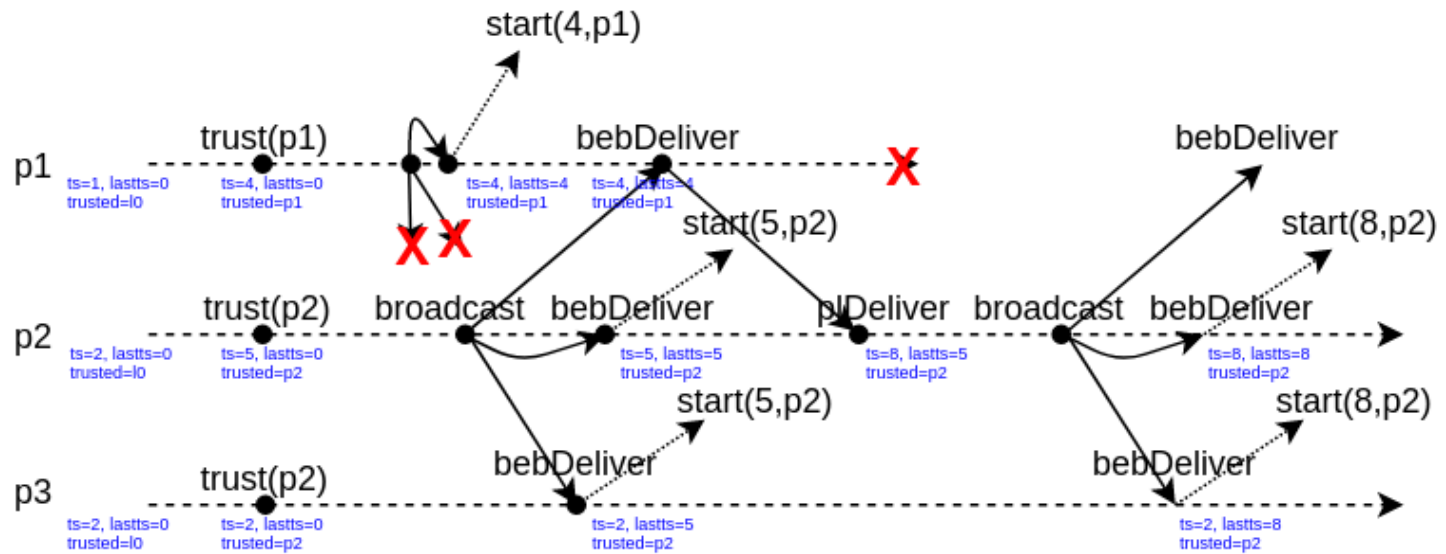 start(4,p1)
trust(p1)
bebDeliver
bebDeliver
p1
X
ts=1, lastts=0
trusted=l0
ts=4, lastts=0
trusted=p1
ts=4, lastts=4
trusted=p1
ts=4, lastts=4
trusted=p1
X
X
start(5,p2)
start(8,p2)
trust(p2)
broadcast
bebDeliver
plDeliver
broadcast
bebDeliver
p2
ts=2, lastts=0
trusted=l0
ts=5, lastts=0
trusted=p2
ts=5, lastts=5
trusted=p2
ts=8, lastts=5
trusted=p2
ts=8, lastts=8
trusted=p2
start(5,p2)
start(8,p2)
trust(p2)
bebDeliver
bebDeliver
p3
ts=2, lastts=0
trusted=l0
ts=2, lastts=0
trusted=p2
ts=2, lastts=5
trusted=p2
ts=2, lastts=8
trusted=p2